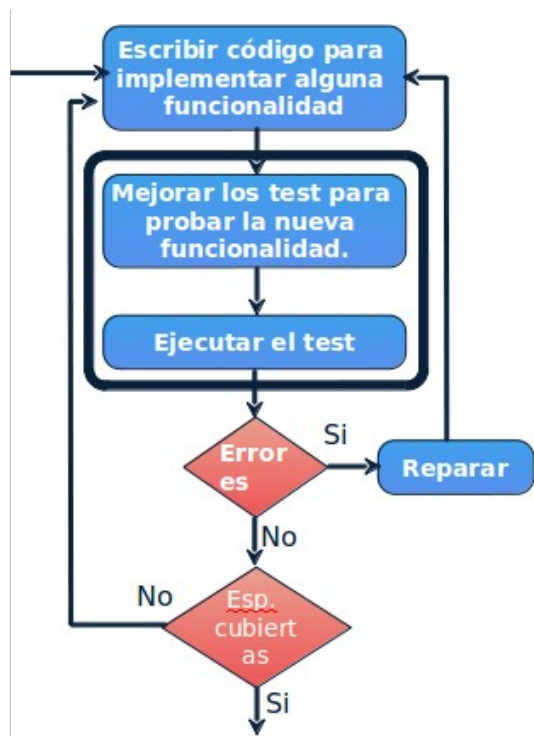 Escribir código para
implementar alguna
funcionalidad
Mejorar los test para
probar la nueva
funcionalidad.
Ejecutar el test
Error
es
Si
Reparar
No
No
Esp.
cubiert
as
Si